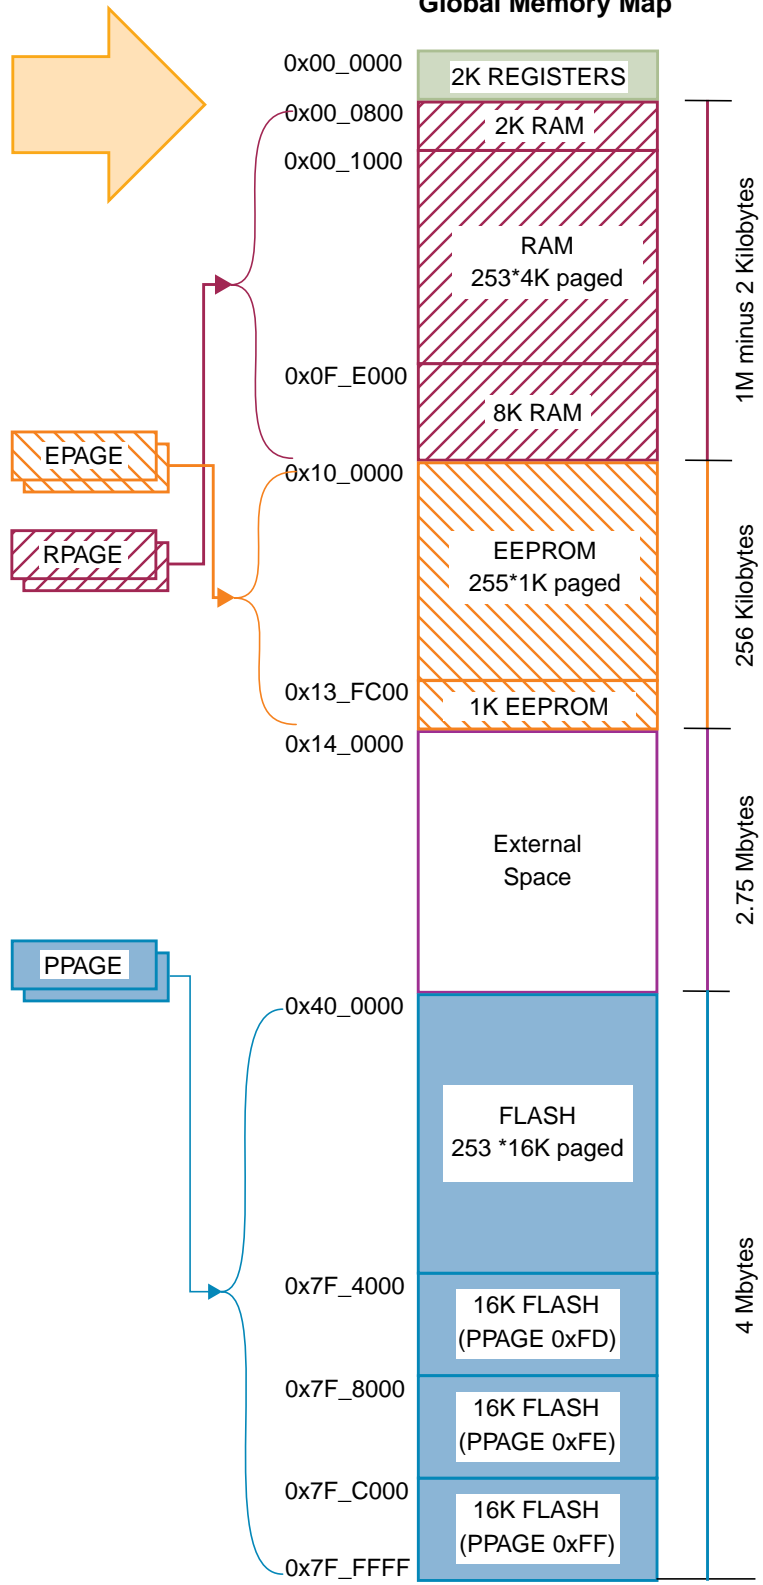 Global Memory Map
0x00_0000
2K REGISTERS
0x00_0800
2K RAM
0x00_1000
RAM
253*4K paged
1M minus 2 Kilobytes
0x0F_E000
8K RAM
EPAGE
0x10_0000
RPAGE
EEPROM
255*1K paged
256 Kilobytes
0x13_FC00
1K EEPROM
0x14_0000
External
Space
2.75 Mbytes
PPAGE
0x40_0000
FLASH
253 *16K paged
4 Mbytes
0x7F_4000
16K FLASH
(PPAGE 0xFD)
0x7F_8000
16K FLASH
(PPAGE 0xFE)
0x7F_C000
16K FLASH
(PPAGE 0xFF)
0x7F_FFFF